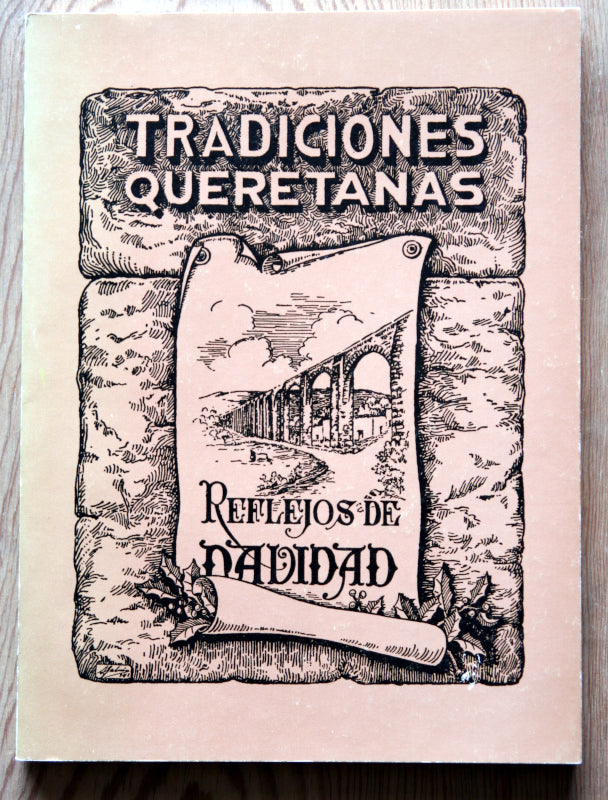 TRADICIONES
QUERETANAS
REFLEJOS DE
NAVIDAD